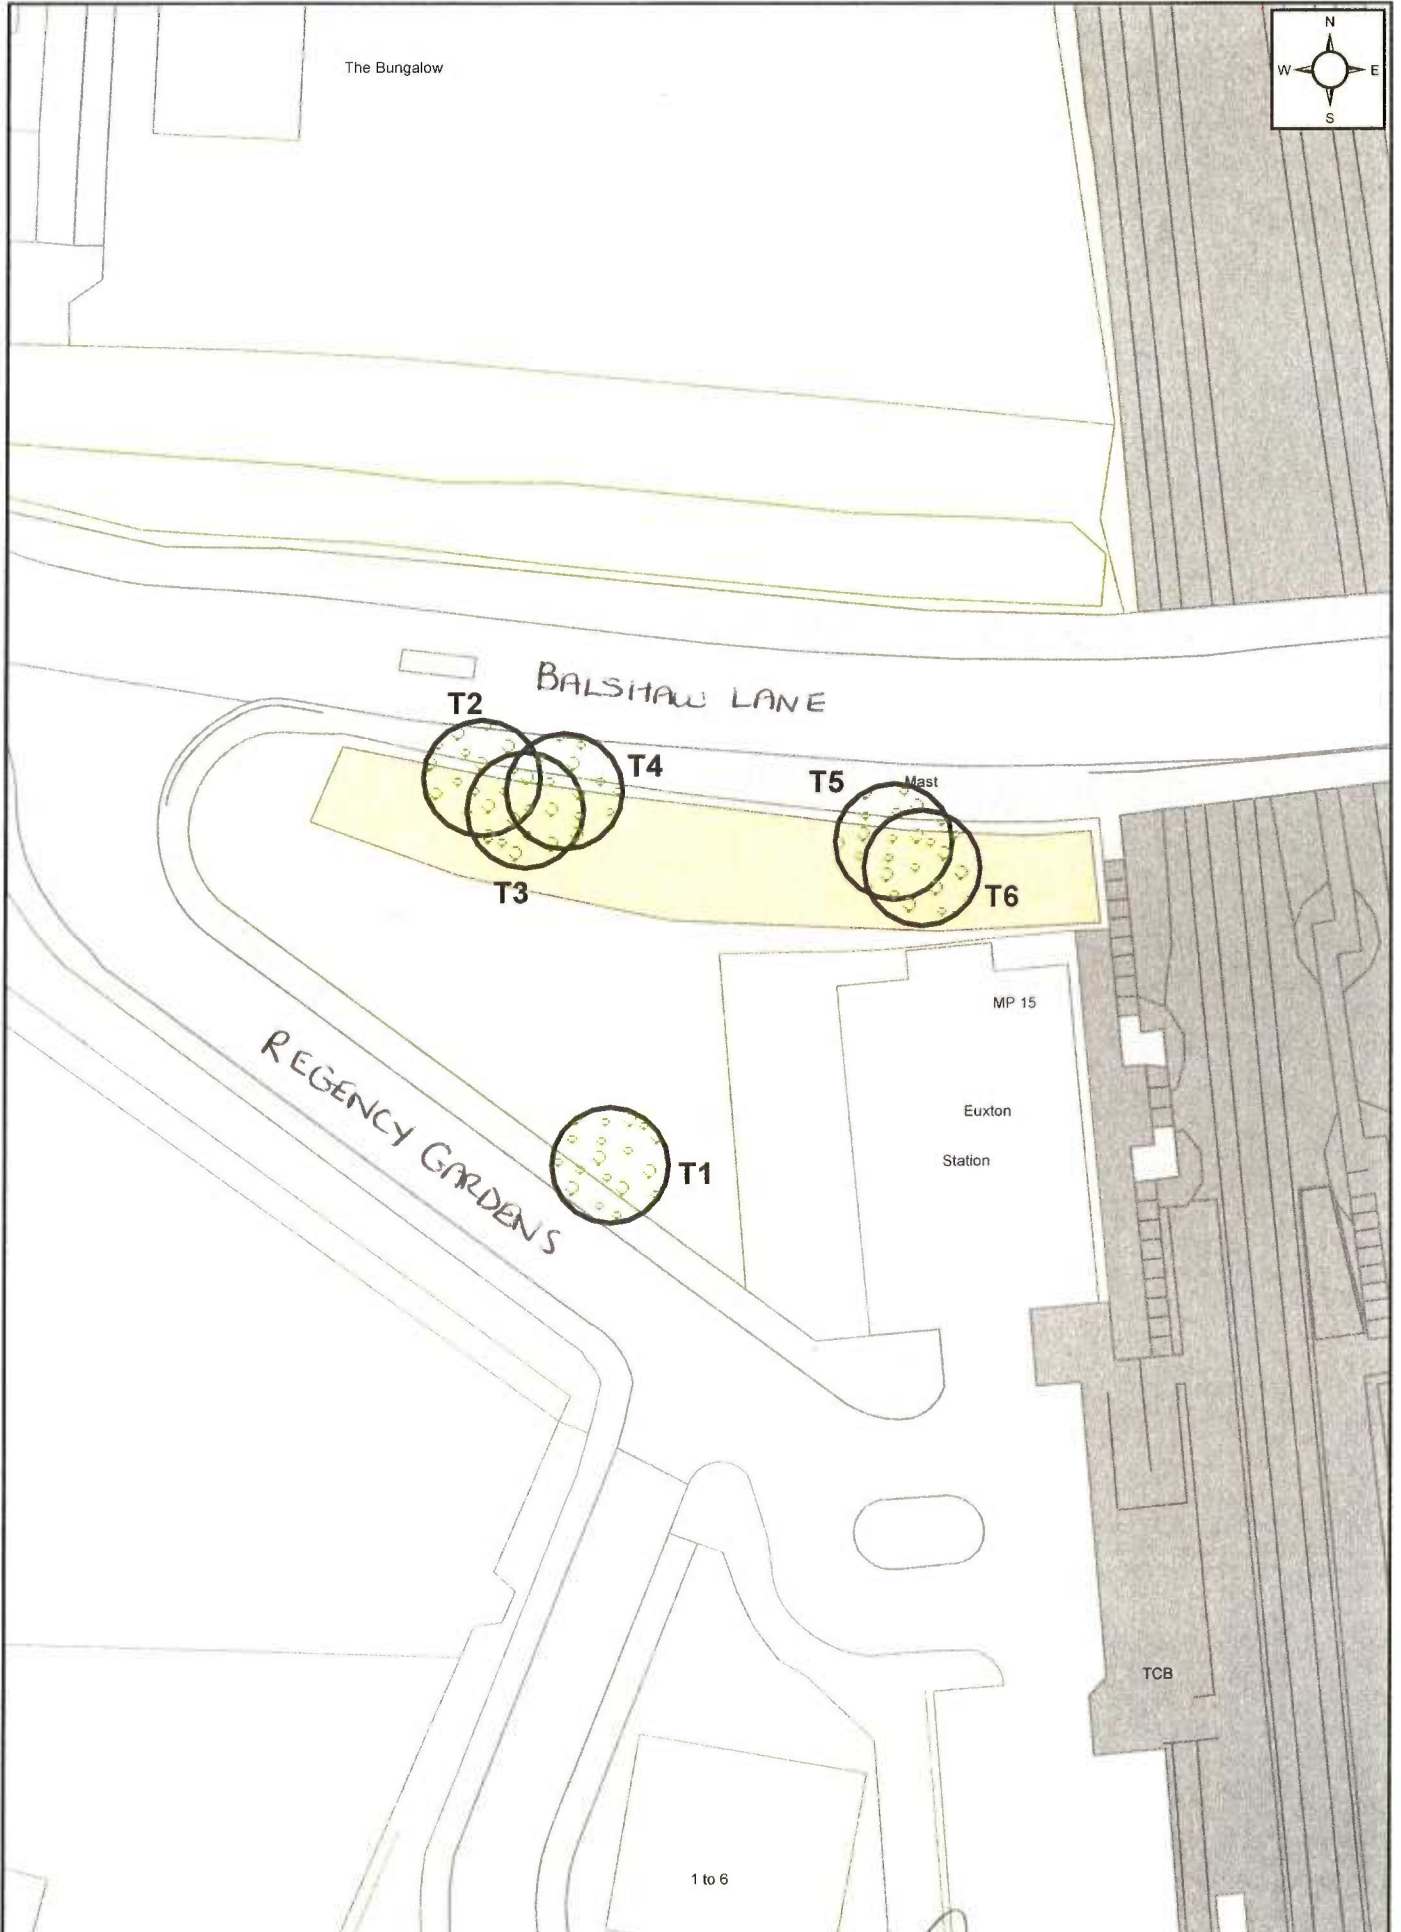 The Bungalow
N
W E
S
BALSHAW LANE
T2
T4
T5
Mast
T3
T6
MP 15
REGENCY GARDENS
Euxton
Station
T1
TCB
1 to 6